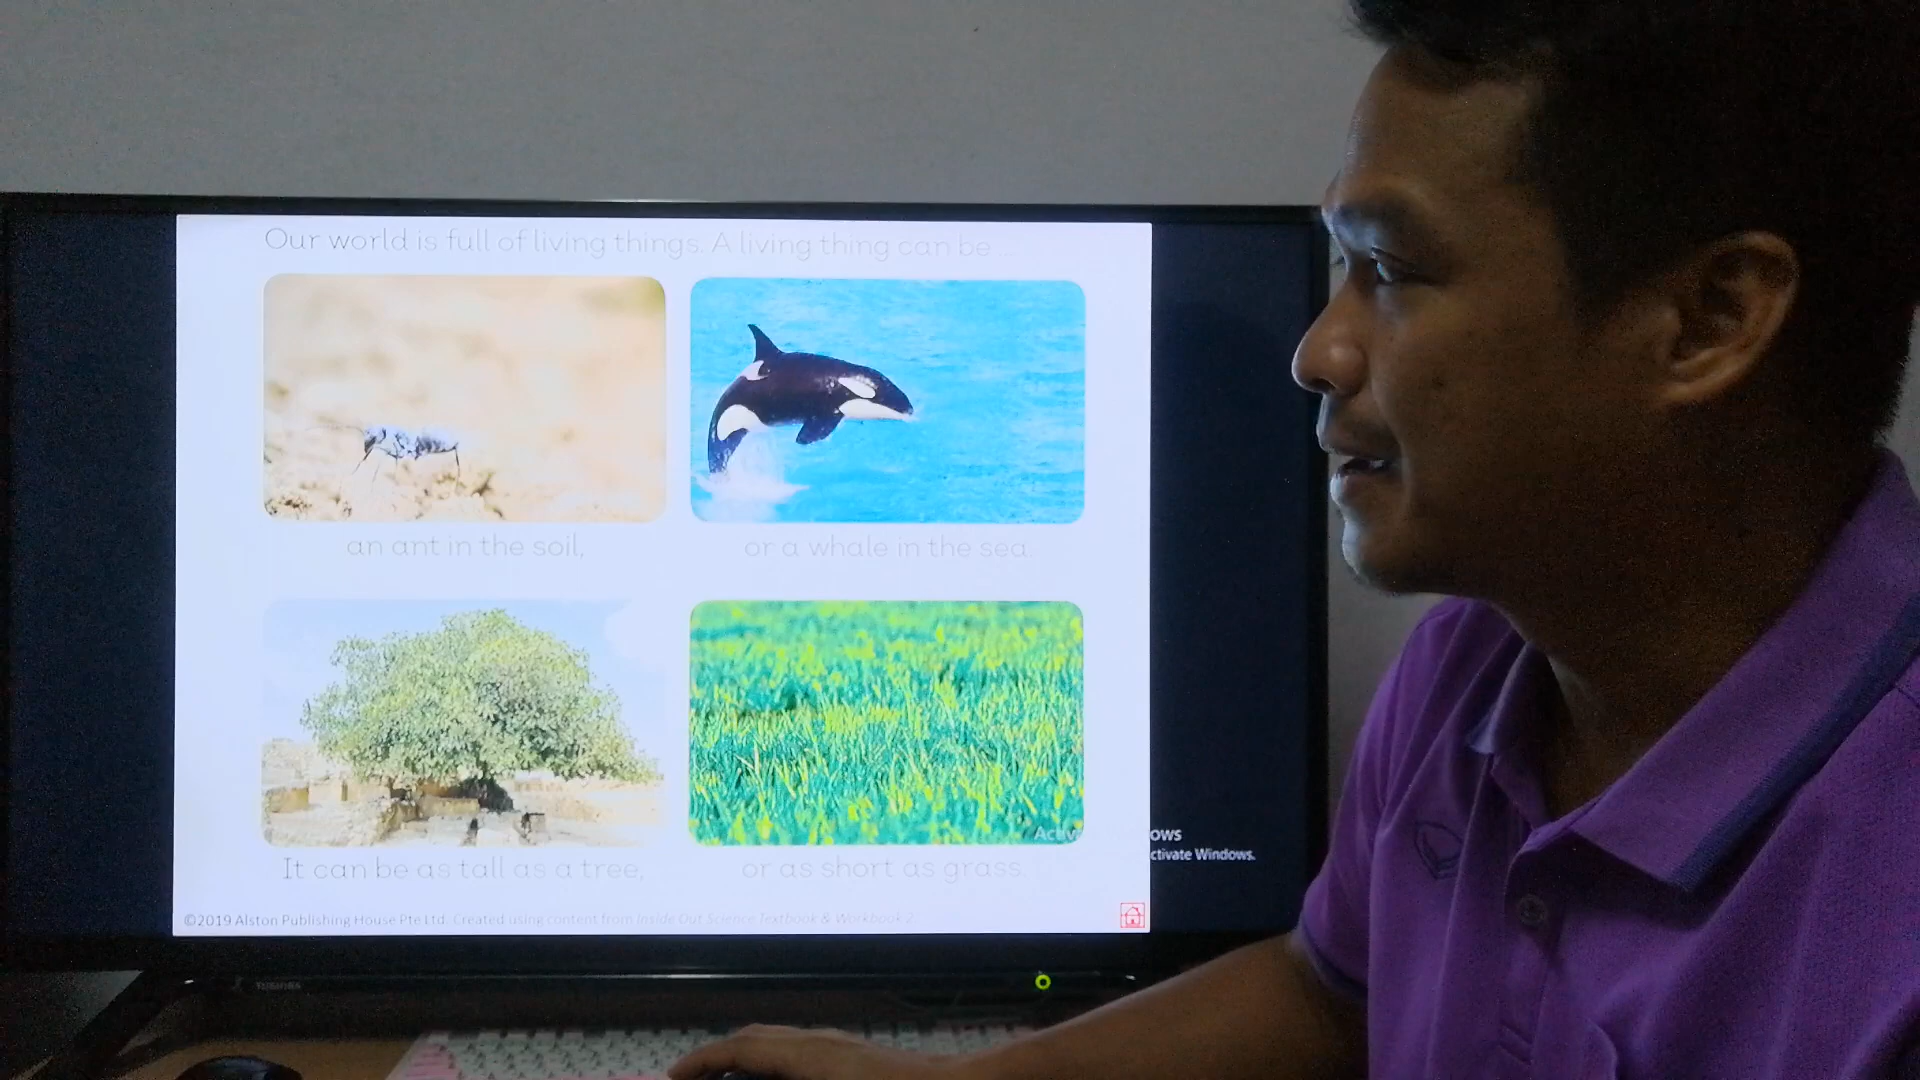 Our world is full of living things. A living thing can be ...
an ant in the soil,
or a whale in the sea.
It can be as tall as a tree,
or as short as grass.
Activ ows
ctivate Windows.
©2019 Alston Publishing House Pte Ltd. Created using content from Inside Out Science Textbook & Workbook 2
TOSHIBA